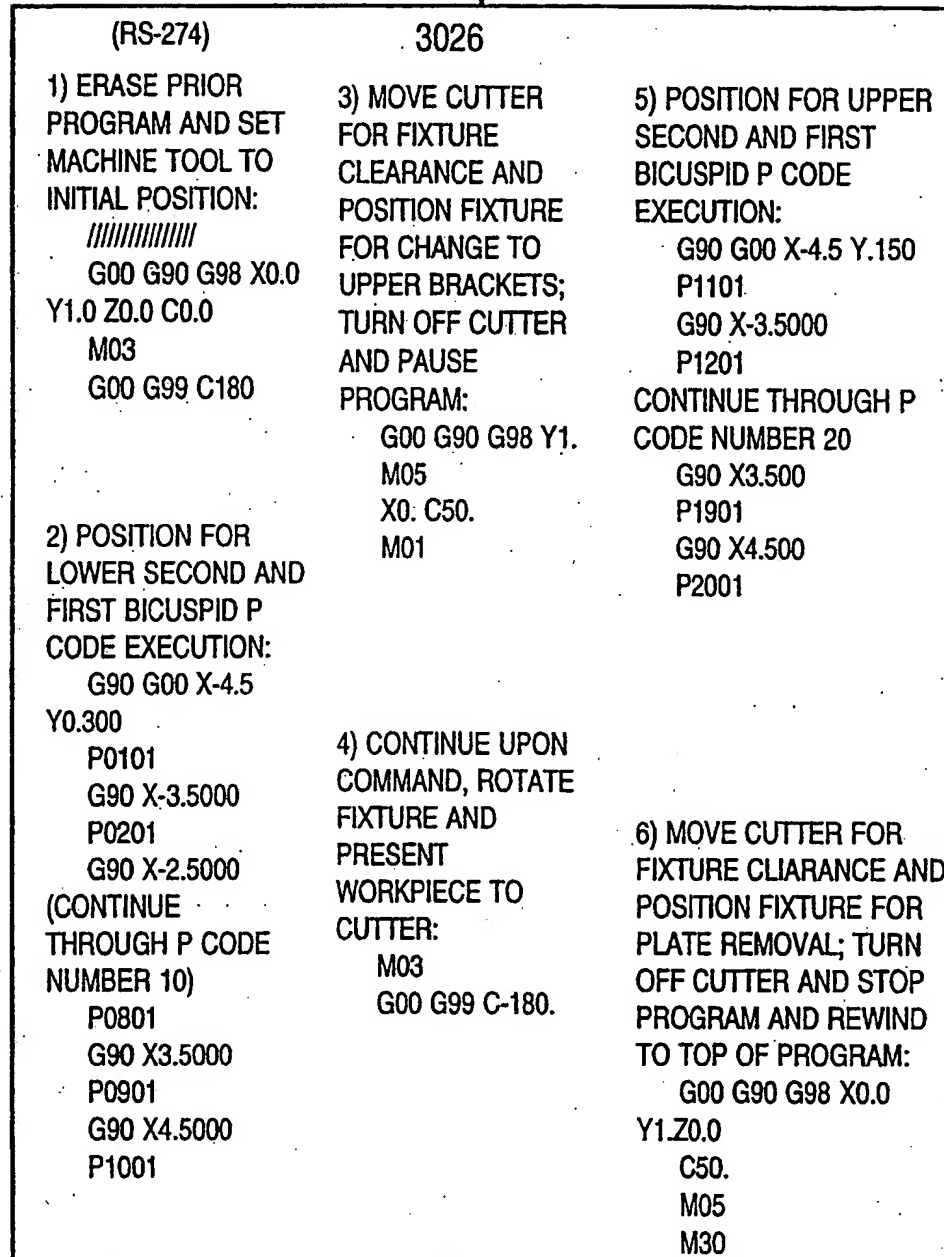 (RS-274)
3026
1) ERASE PRIOR
PROGRAM AND SET
MACHINE TOOL TO
INITIAL POSITION:
////////////////
G00 G90 G98 X0.0
Y1.0 Z0.0 C0.0
M03
G00 G99 C180
2) POSITION FOR
LOWER SECOND AND
FIRST BICUSPID P
CODE EXECUTION:
G90 G00 X-4.5
Y0.300
P0101
G90 X-3.5000
P0201
G90 X-2.5000
(CONTINUE
THROUGH P CODE
NUMBER 10)
P0801
G90 X3.5000
P0901
G90 X4.5000
P1001
3) MOVE CUTTER
FOR FIXTURE
CLEARANCE AND
POSITION FIXTURE
FOR CHANGE TO
UPPER BRACKETS;
TURN OFF CUTTER
AND PAUSE
PROGRAM:
G00 G90 G98 Y1.
M05
X0. C50.
M01
4) CONTINUE UPON
COMMAND, ROTATE
FIXTURE AND
PRESENT
WORKPIECE TO
CUTTER:
M03
G00 G99 C-180.
5) POSITION FOR UPPER
SECOND AND FIRST
BICUSPID P CODE
EXECUTION:
G90 G00 X-4.5 Y.150
P1101
G90 X-3.5000
P1201
CONTINUE THROUGH P
CODE NUMBER 20
G90 X3.500
P1901
G90 X4.500
P2001
6) MOVE CUTTER FOR
FIXTURE CLIARANCE AND
POSITION FIXTURE FOR
PLATE REMOVAL; TURN
OFF CUTTER AND STOP
PROGRAM AND REWIND
TO TOP OF PROGRAM:
G00 G90 G98 X0.0
Y1.Z0.0
C50.
M05
M30